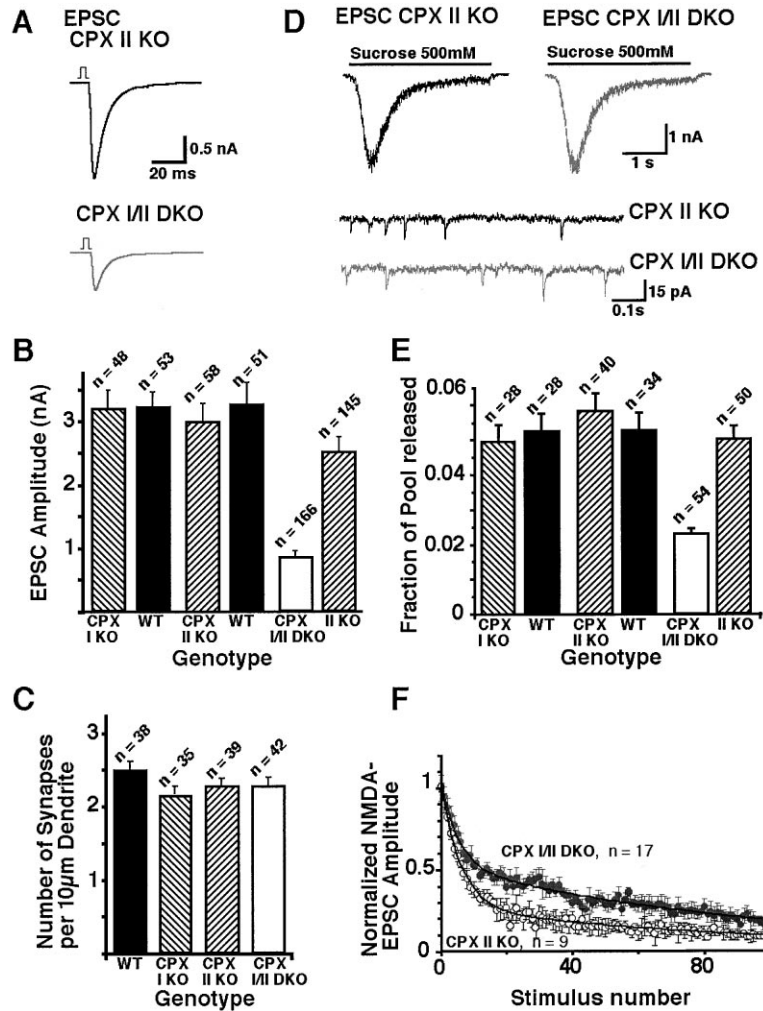 A
EPSC
CPX II KO
0.5 nA
20 ms
CPX I/II DKO
D
EPSC CPX II KO
EPSC CPX I/II DKO
Sucrose 500mM
Sucrose 500mM
1 nA
1 s
CPX II KO
CPX I/II DKO
15 pA
0.1s
B
EPSC Amplitude (nA)
3
2
1
n = 48
n = 53
n = 58
n = 51
n = 166
n = 145
CPX I KO
WT
CPX II KO
WT
CPX I/II DKO
II KO
Genotype
E
Fraction of Pool released
0.06
0.04
0.02
0
n = 28
n = 28
n = 40
n = 34
n = 54
n = 50
CPX I KO
WT
CPX II KO
WT
CPX I/II DKO
II KO
Genotype
C
Number of Synapses
per 10µm Dendrite
3
2
1
n = 38
n = 35
n = 39
n = 42
WT
CPX I KO
CPX II KO
CPX I/II DKO
Genotype
F
Normalized NMDA-
EPSC Amplitude
1
0.5
0
CPX I/II DKO, n = 17
CPX II KO, n = 9
0
40
80
Stimulus number